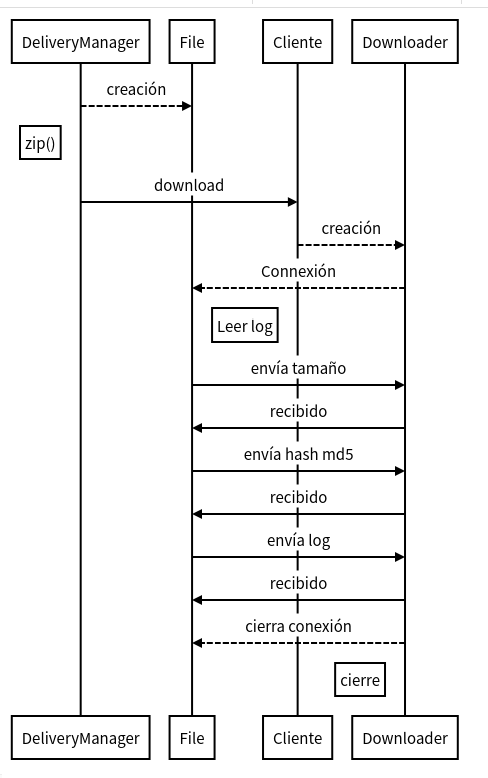 DeliveryManager File Cliente Downloader
creación
zip()
download
creación
Connexión
Leer log
envía tamaño
recibido
envía hash md5
recibido
envía log
recibido
cierra conexión
cierre
DeliveryManager File Cliente Downloader